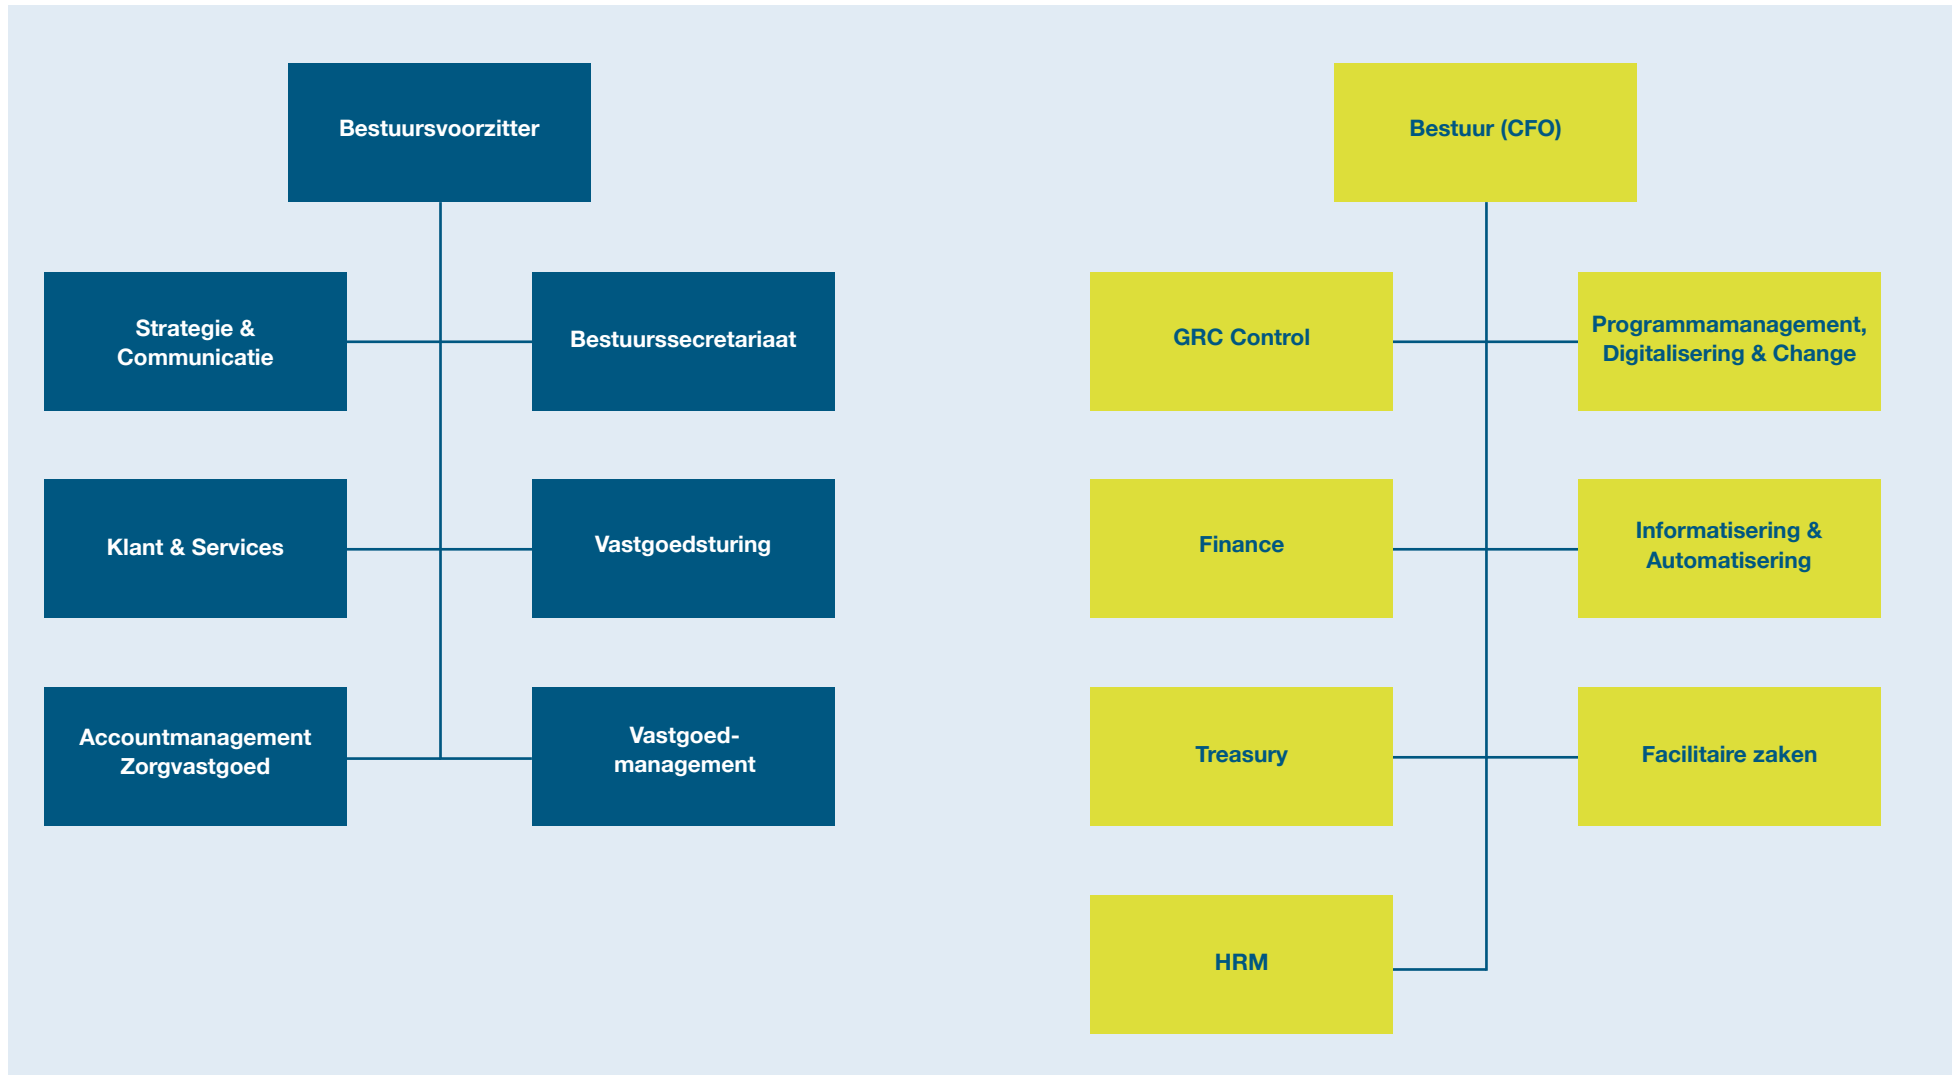 Bestuursvoorzitter
Strategie &
Communicatie
Bestuurssecretariaat
Klant & Services
Vastgoedsturing
Accountmanagement
Zorgvastgoed
Vastgoed-
management
Bestuur (CFO)
GRC Control
Programmamanagement,
Digitalisering & Change
Finance
Informatisering &
Automatisering
Treasury
Facilitaire zaken
HRM